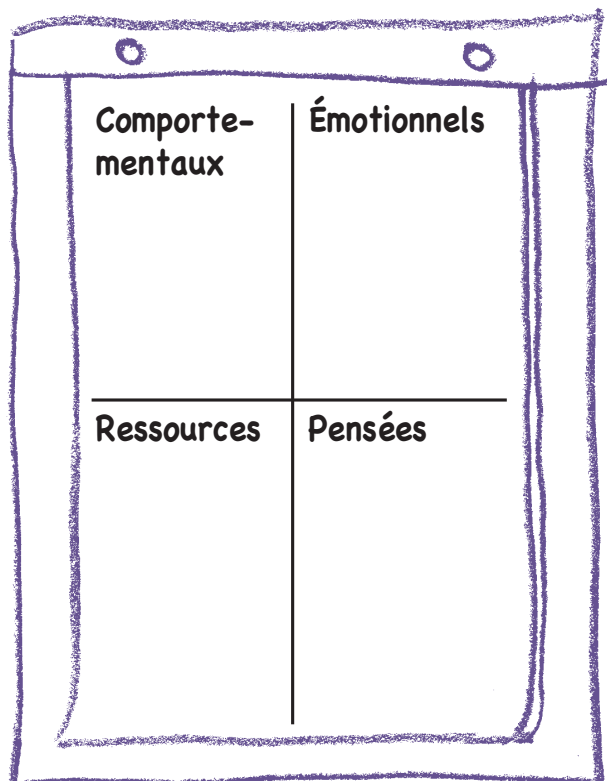 Comporte-
mentaux
Émotionnels
Ressources
Pensées